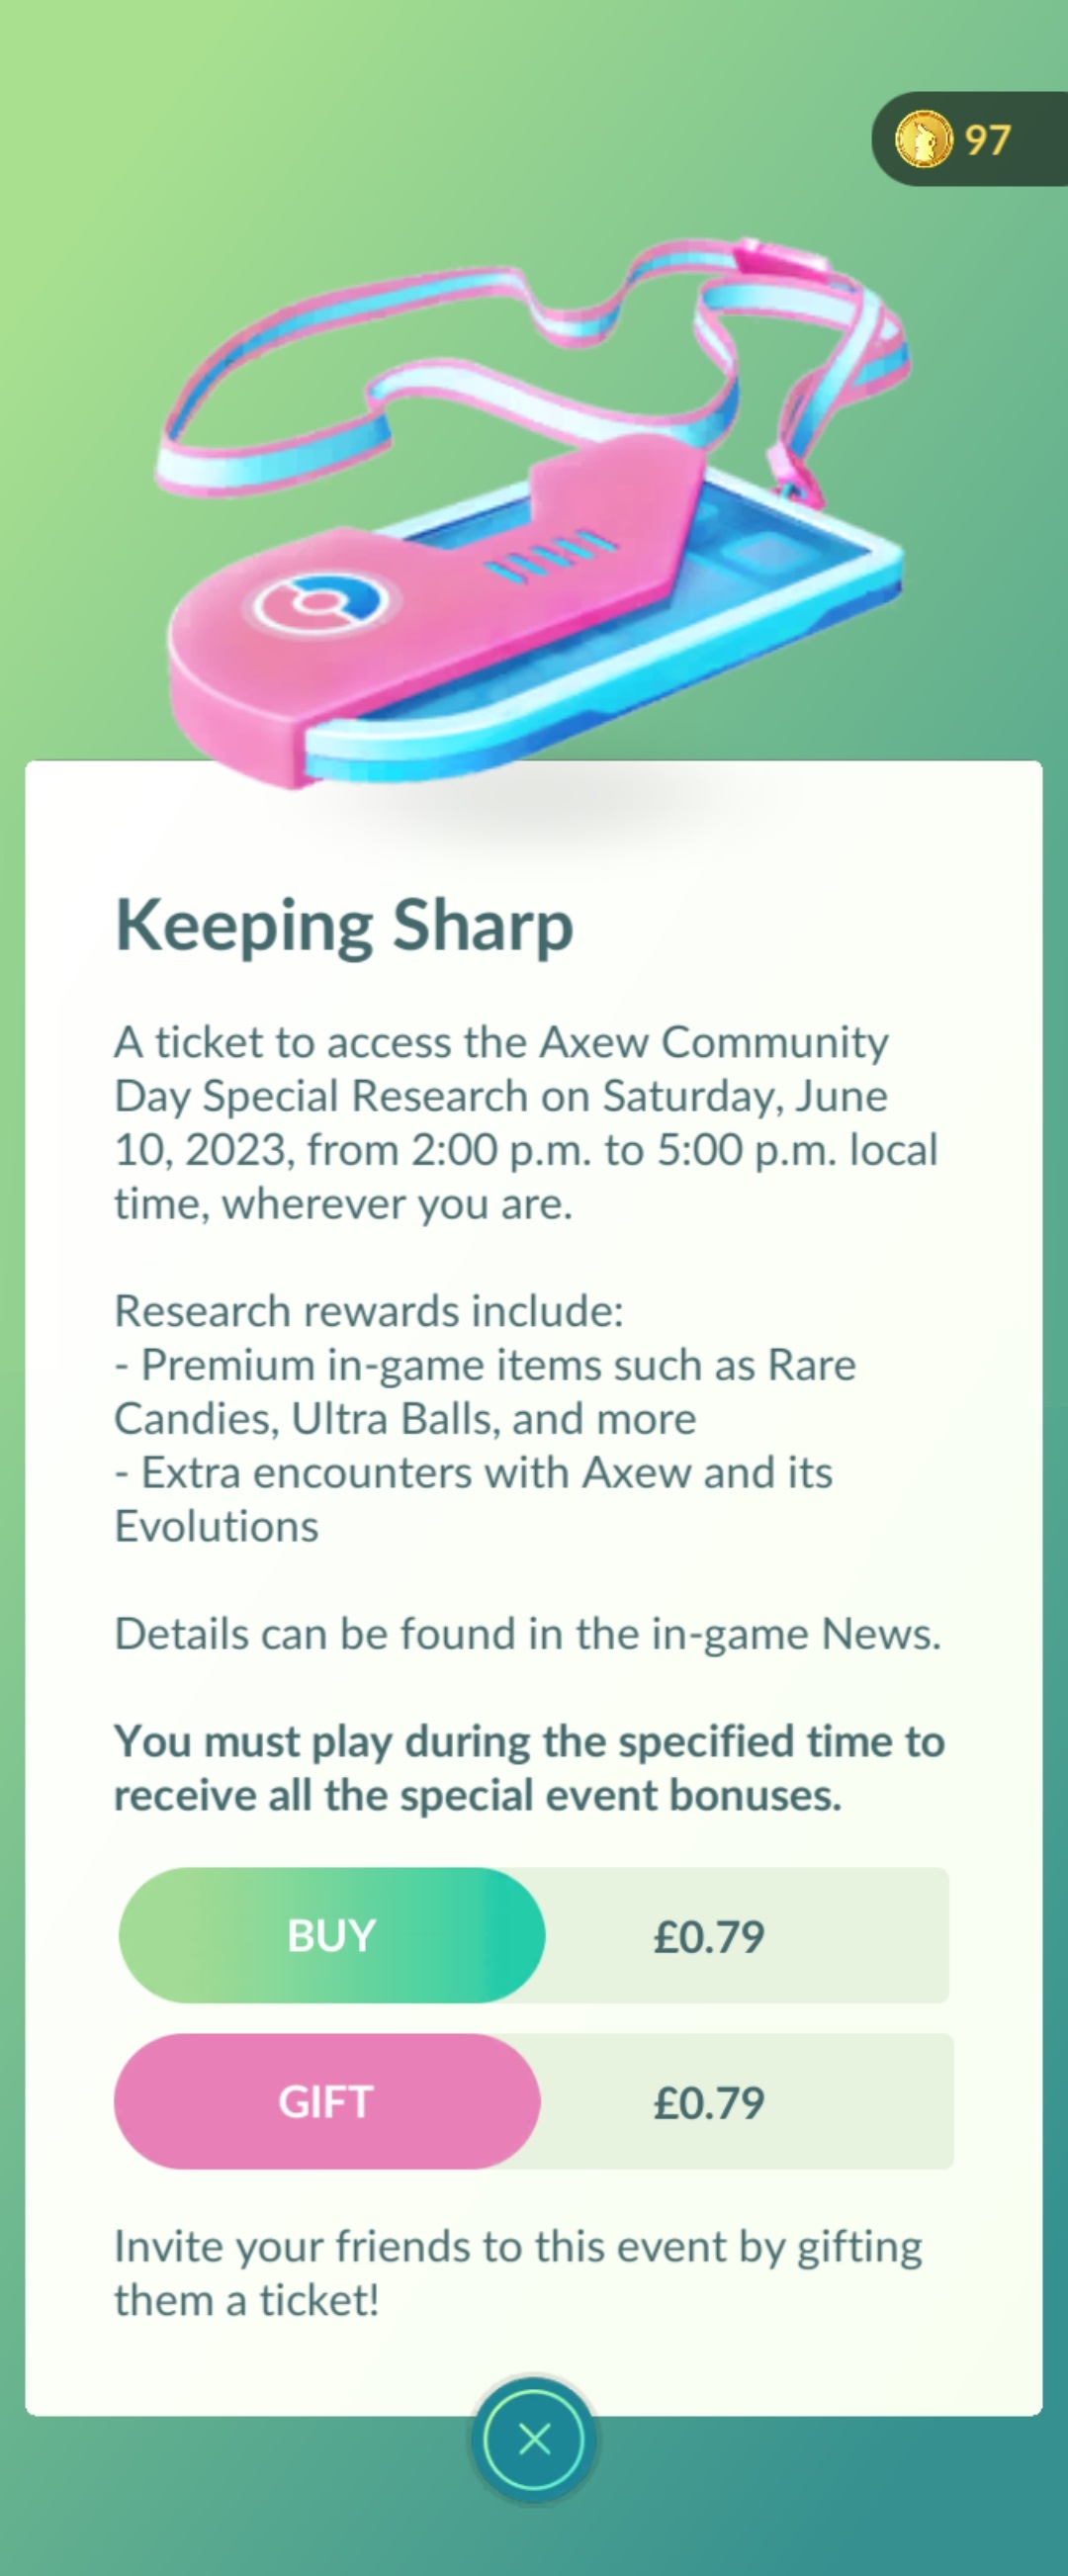 97
Keeping Sharp
A ticket to access the Axew Community
Day Special Research on Saturday, June
10, 2023, from 2:00 p.m. to 5:00 p.m. local
time, wherever you are.
Research rewards include:
- Premium in-game items such as Rare
Candies, Ultra Balls, and more
- Extra encounters with Axew and its
Evolutions
Details can be found in the in-game News.
You must play during the specified time to
receive all the special event bonuses.
BUY £0.79
GIFT £0.79
Invite your friends to this event by gifting
them a ticket!